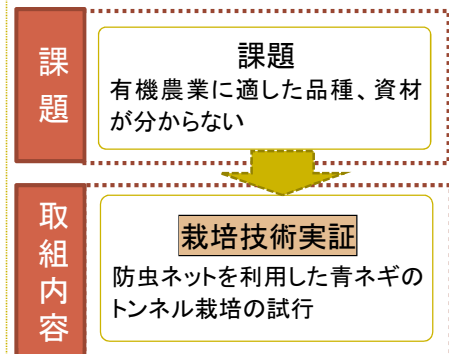 課題
課題
有機農業に適した品種、資材
が分からない
取組内容
栽培技術実証
防虫ネットを利用した青ネギの
トンネル栽培の試行